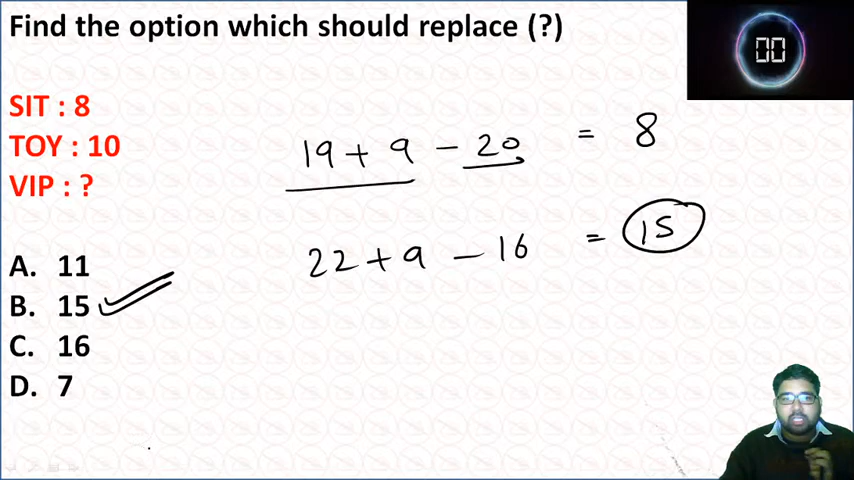 Find the option which should replace (?)
00
SIT : 8
TOY : 10
VIP : ?
19 + 9 - 20 = 8
22 + 9 - 16 = 15
A. 11
B. 15
C. 16
D. 7